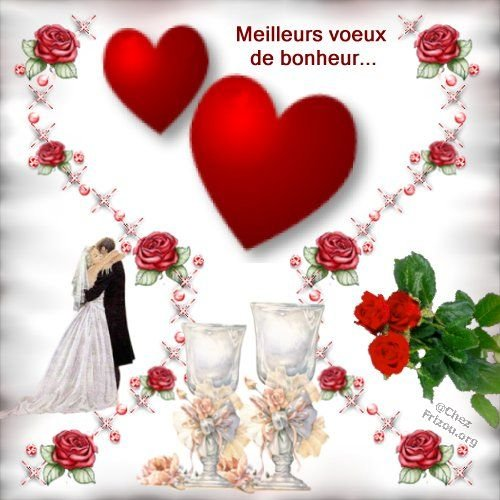 Meilleurs voeux
de bonheur...
@Chez
Frizou.org